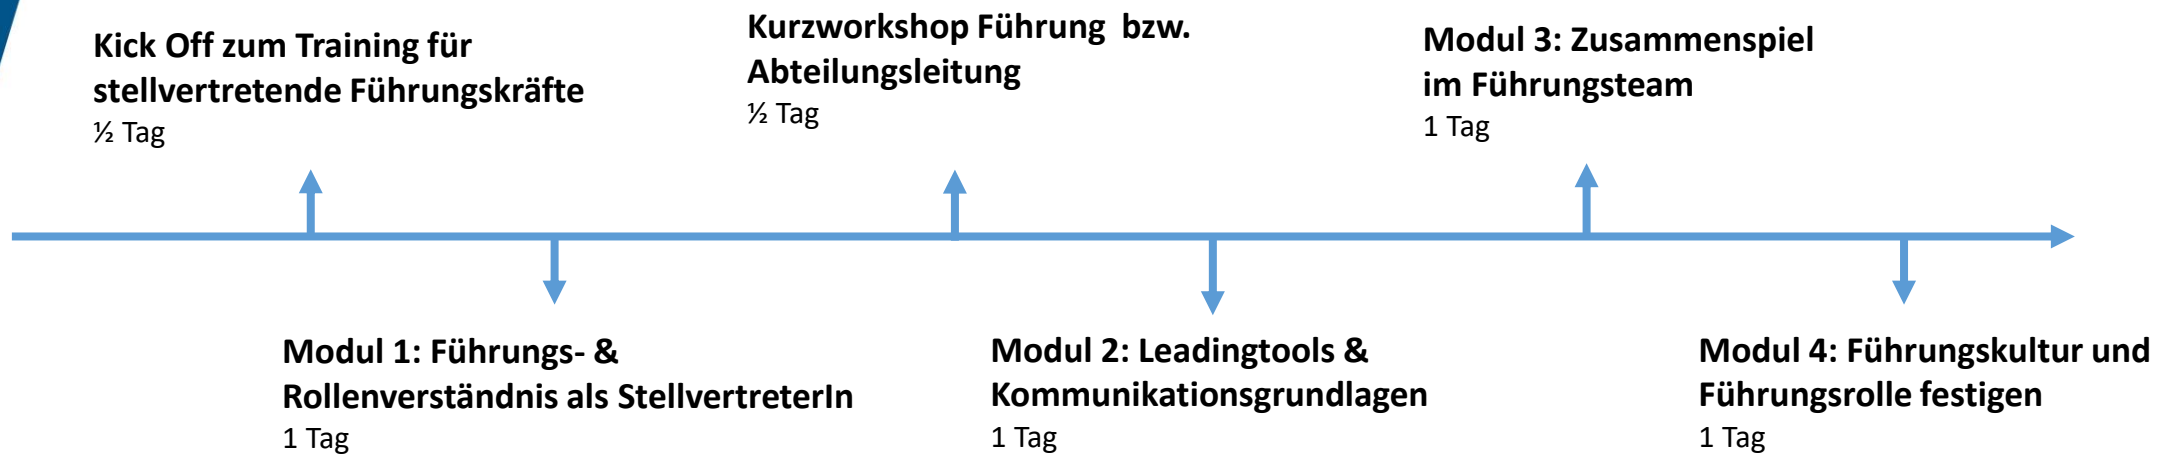 Kick Off zum Training für
stellvertretende Führungskräfte
½ Tag
Kurzworkshop Führung  bzw.
Abteilungsleitung
½ Tag
Modul 3: Zusammenspiel
im Führungsteam
1 Tag
Modul 1: Führungs- &
Rollenverständnis als StellvertreterIn
1 Tag
Modul 2: Leadingtools &
Kommunikationsgrundlagen
1 Tag
Modul 4: Führungskultur und
Führungsrolle festigen
1 Tag